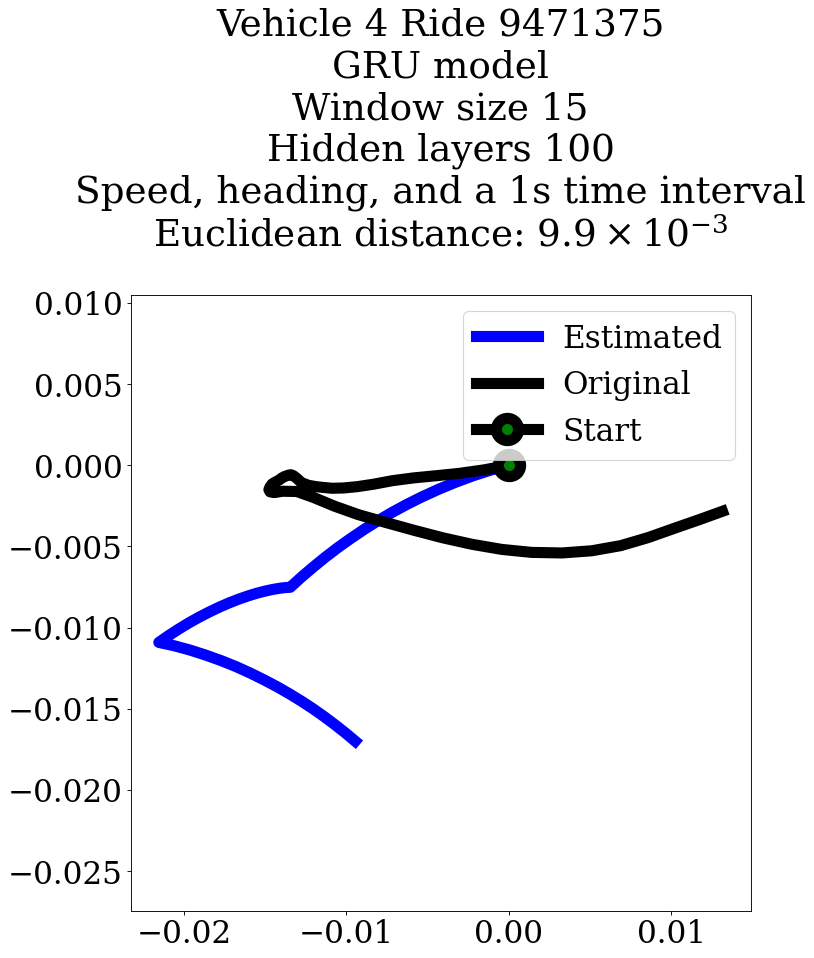 Vehicle 4 Ride 9471375
GRU model
Window size 15
Hidden layers 100
Speed, heading, and a 1s time interval
Euclidean distance: 9.9 × 10⁻³
0.010
0.005
0.000
−0.005
−0.010
−0.015
−0.020
−0.025
Estimated
Original
Start
−0.02
−0.01
0.00
0.01